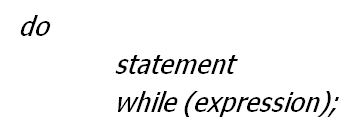 do
statement
while (expression);